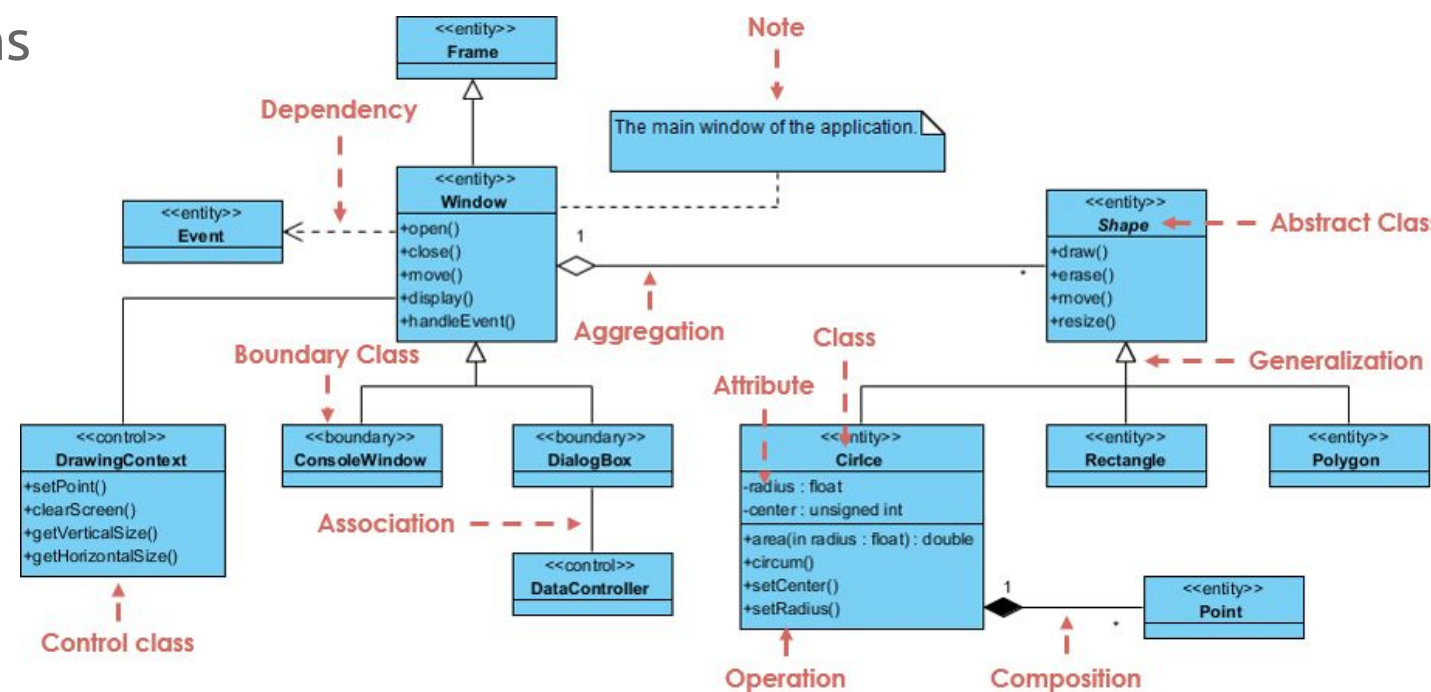 ns
<<entity>>
Frame
Note
Dependency
The main window of the application.
<<entity>>
Window
+open()
+close()
+move()
+display()
+handleEvent()
<<entity>>
Event
1
*
Aggregation
<<entity>>
Shape
+draw()
+erase()
+move()
+resize()
Abstract Clas
Generalization
Boundary Class
Class
Attribute
<<control>>
DrawingContext
+setPoint()
+clearScreen()
+getVerticalSize()
+getHorizontalSize()
Control class
<<boundary>>
ConsoleWindow
<<boundary>>
DialogBox
Association
<<control>>
DataController
<<entity>>
Cirlce
-radius : float
-center : unsigned int
+area(in radius : float) : double
+circum()
+setCenter()
+setRadius()
Operation
<<entity>>
Rectangle
<<entity>>
Polygon
1
*
Composition
<<entity>>
Point